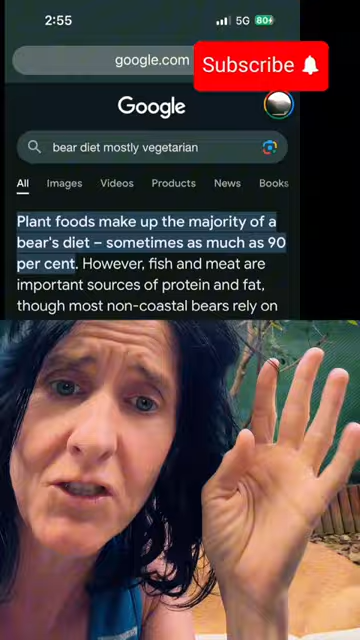 2:55
5G 80+
google.com
Subscribe
Google
bear diet mostly vegetarian
All Images Videos Products News Books
Plant foods make up the majority of a
bear's diet – sometimes as much as 90
per cent. However, fish and meat are
important sources of protein and fat,
though most non-coastal bears rely on